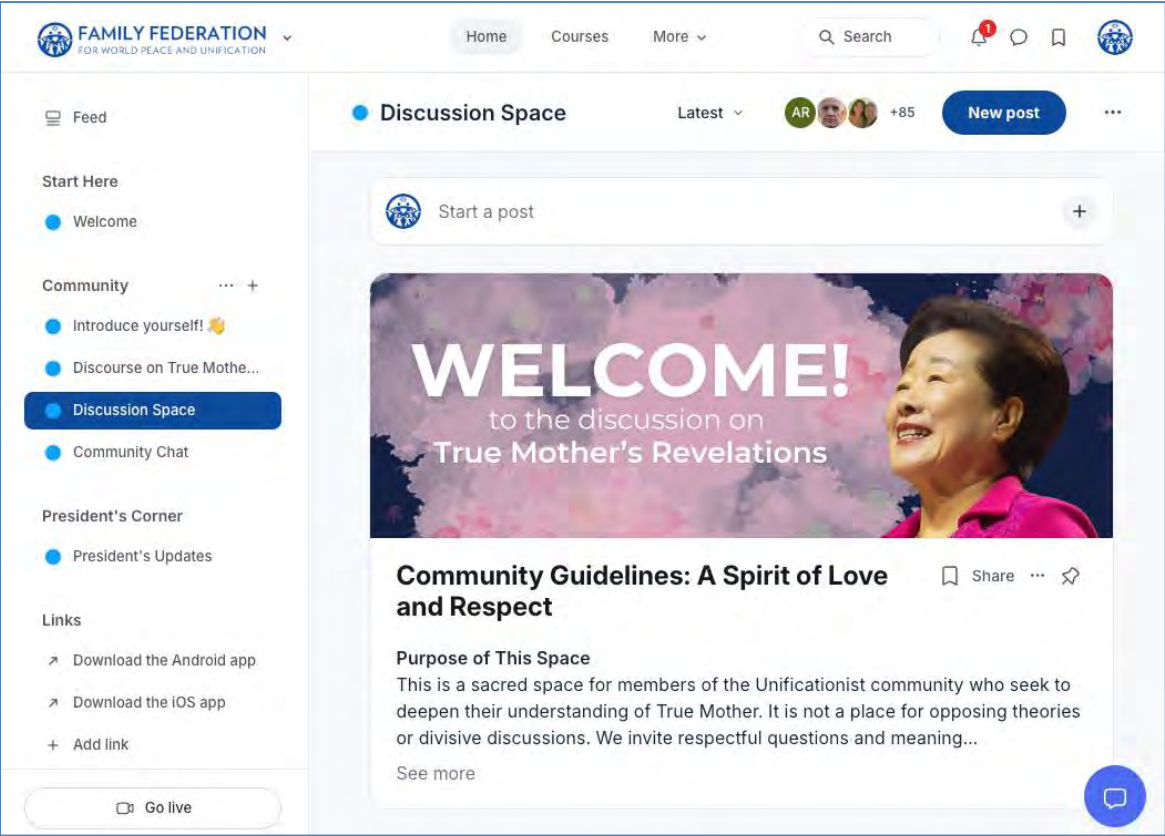 FAMILY FEDERATION
FOR WORLD PEACE AND UNIFICATION
Home
Courses
More
Search
1
Feed
Start Here
Welcome
Community
Introduce yourself! 👋
Discourse on True Mothe...
Discussion Space
Community Chat
President's Corner
President's Updates
Links
Download the Android app
Download the iOS app
Add link
Go live
Discussion Space
Latest
AR
+85
New post
Start a post
WELCOME!
to the discussion on
True Mother's Revelations
Community Guidelines: A Spirit of Love
and Respect
Share
Purpose of This Space
This is a sacred space for members of the Unificationist community who seek to
deepen their understanding of True Mother. It is not a place for opposing theories
or divisive discussions. We invite respectful questions and meaning...
See more